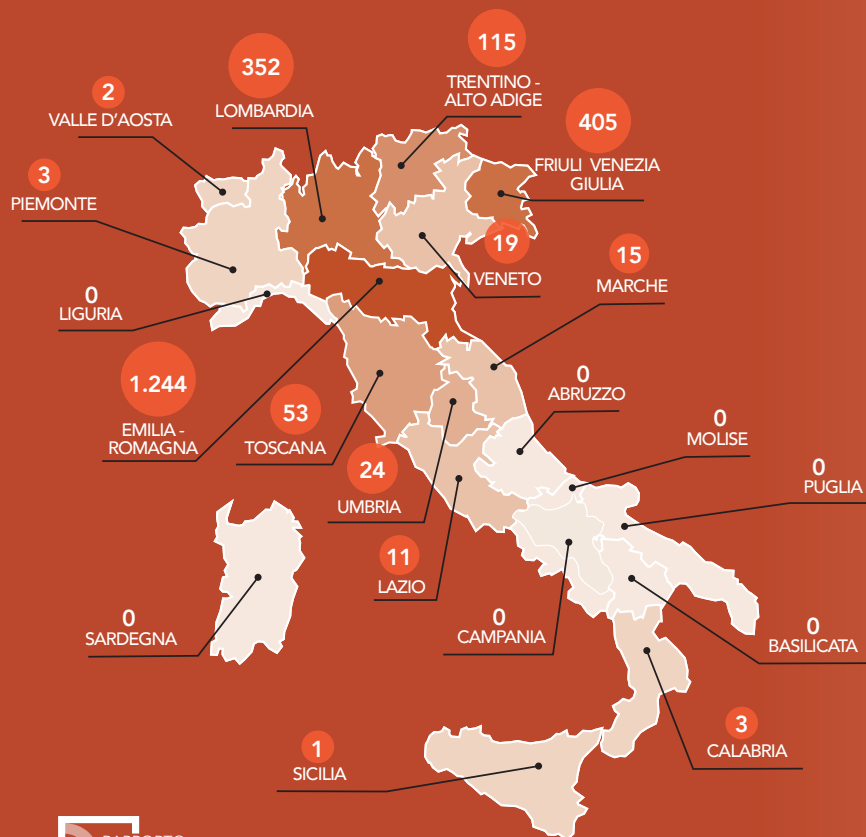 115
TRENTINO -
ALTO ADIGE
352
LOMBARDIA
2
VALLE D'AOSTA
405
FRIULI VENEZIA
GIULIA
3
PIEMONTE
19
VENETO
15
MARCHE
0
LIGURIA
1.244
EMILIA -
ROMAGNA
53
TOSCANA
0
ABRUZZO
0
MOLISE
24
UMBRIA
0
PUGLIA
11
LAZIO
0
SARDEGNA
0
CAMPANIA
0
BASILICATA
3
CALABRIA
1
SICILIA
RAPPORTO